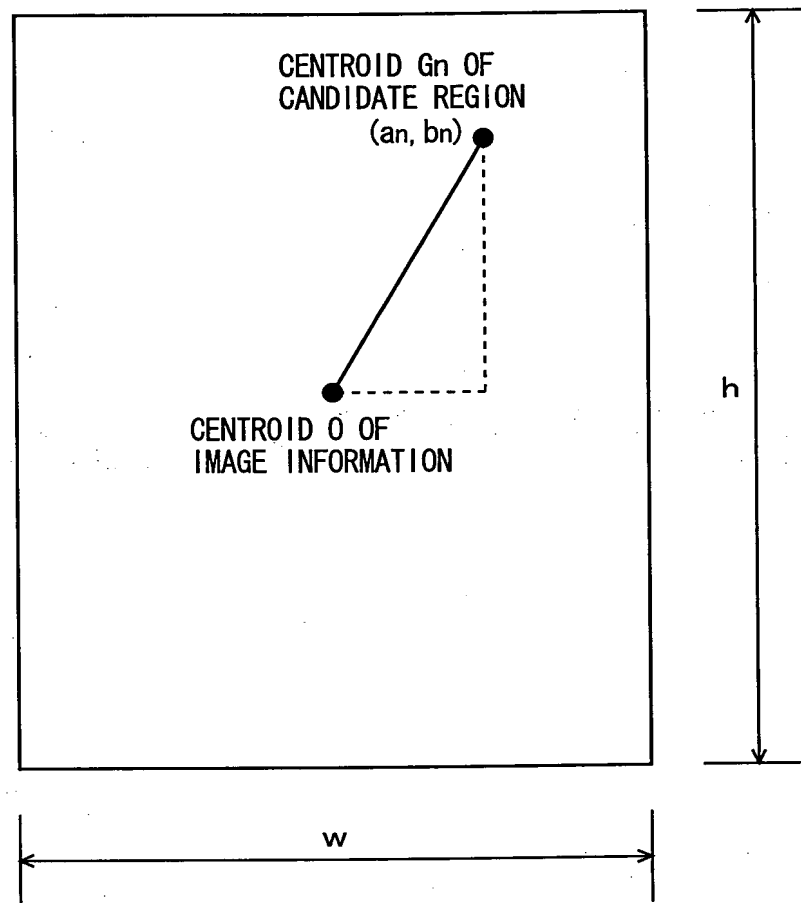 CENTROID Gn OF
CANDIDATE REGION
(an, bn)
h
CENTROID O OF
IMAGE INFORMATION
w